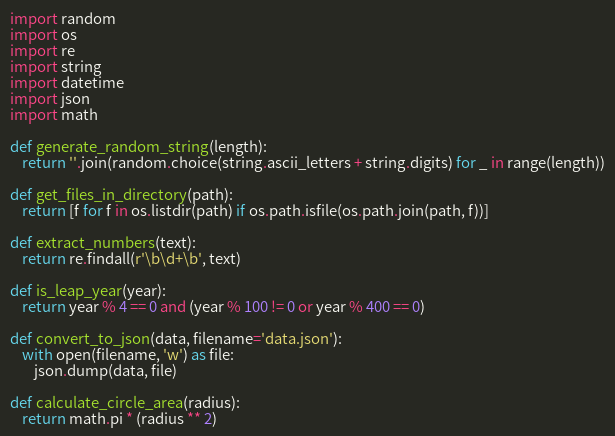 import random
import os
import re
import string
import datetime
import json
import math

def generate_random_string(length):
    return ''.join(random.choice(string.ascii_letters + string.digits) for _ in range(length))

def get_files_in_directory(path):
    return [f for f in os.listdir(path) if os.path.isfile(os.path.join(path, f))]

def extract_numbers(text):
    return re.findall(r'\b\d+\b', text)

def is_leap_year(year):
    return year % 4 == 0 and (year % 100 != 0 or year % 400 == 0)

def convert_to_json(data, filename='data.json'):
    with open(filename, 'w') as file:
        json.dump(data, file)

def calculate_circle_area(radius):
    return math.pi * (radius ** 2)